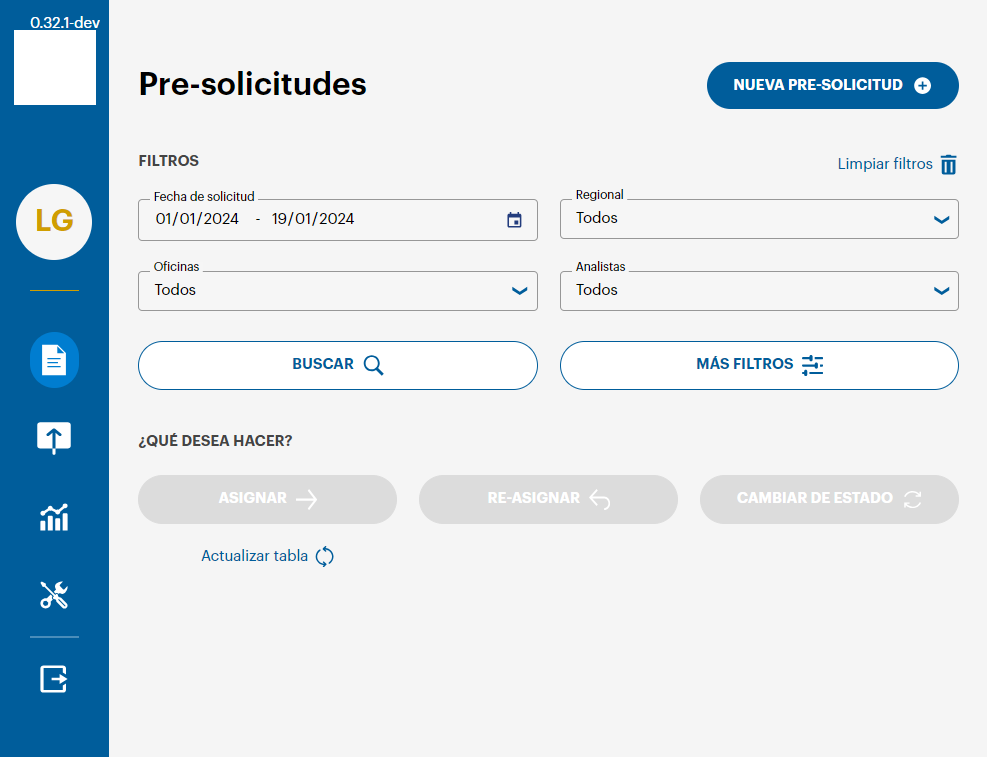 0.32.1-dev
LG
Pre-solicitudes
NUEVA PRE-SOLICITUD
FILTROS
Limpiar filtros
Fecha de solicitud
01/01/2024 - 19/01/2024
Regional
Todos
Oficinas
Todos
Analistas
Todos
BUSCAR
MÁS FILTROS
¿QUÉ DESEA HACER?
ASIGNAR
RE-ASIGNAR
CAMBIAR DE ESTADO
Actualizar tabla